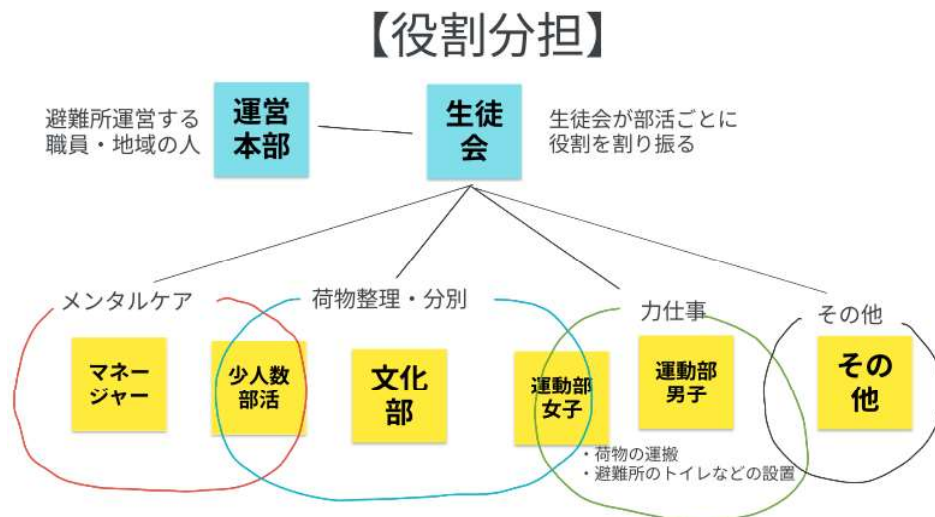 【役割分担】
避難所運営する
職員・地域の人
運営
本部
生徒
会
生徒会が部活ごとに
役割を割り振る
メンタルケア
荷物整理・分別
力仕事
その他
マネー
ジャー
少人数
部活
文化
部
運動部
女子
運動部
男子
その
他
・荷物の運搬
・避難所のトイレなどの設置